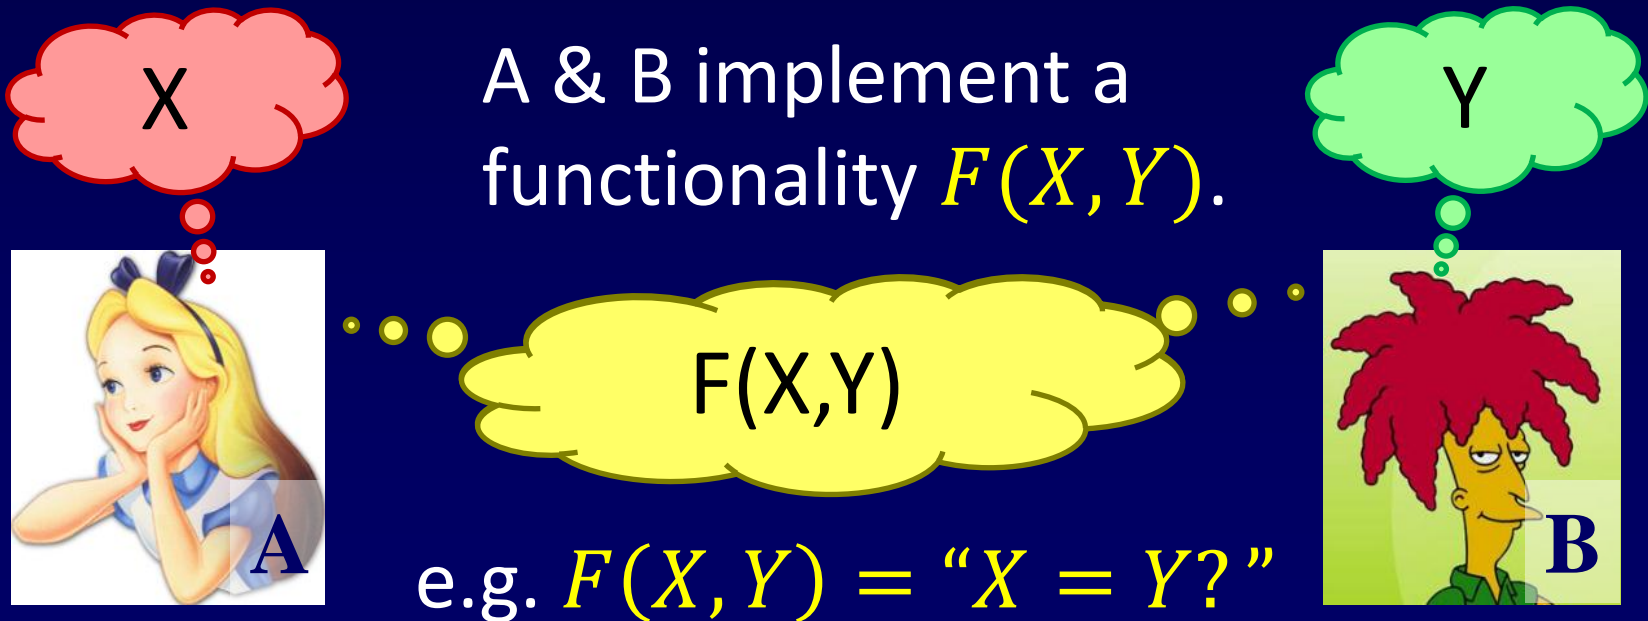 X
A & B implement a
functionality F(X, Y).
Y
F(X,Y)
A
B
e.g. F(X, Y) = “X = Y? ”